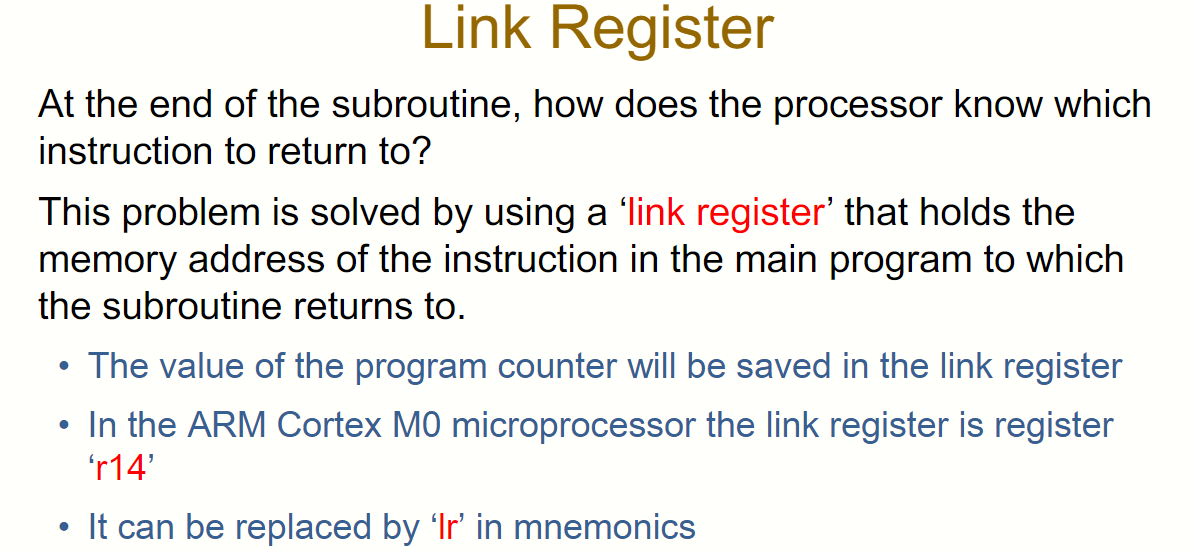 Link Register
At the end of the subroutine, how does the processor know which
instruction to return to?
This problem is solved by using a ‘link register’ that holds the
memory address of the instruction in the main program to which
the subroutine returns to.
• The value of the program counter will be saved in the link register
• In the ARM Cortex M0 microprocessor the link register is register
‘r14’
• It can be replaced by ‘lr’ in mnemonics